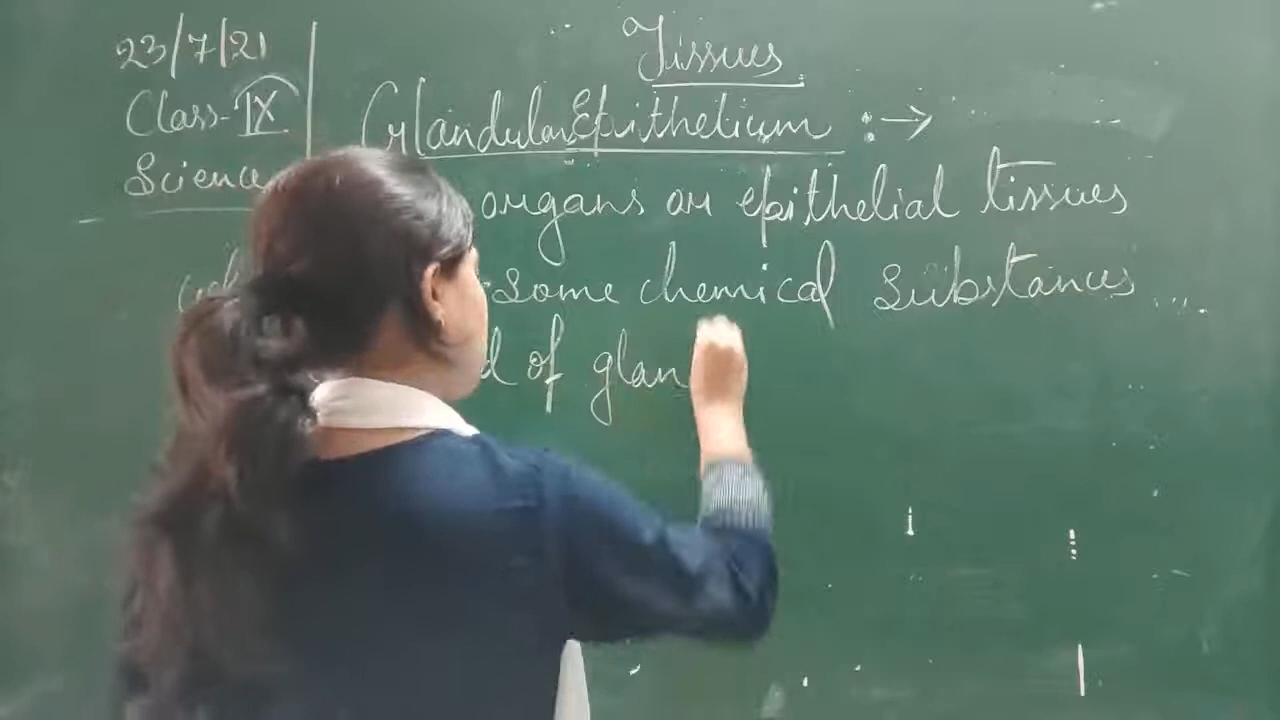 23/7/21
Class-IX
Science
Tissues
Glandular Epithelium :→
organs or epithelial tissues
some chemical substances ...
of glan